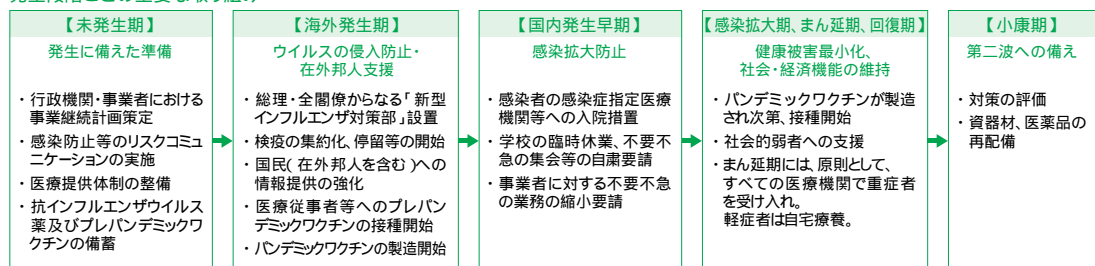 【未発生期】
発生に備えた準備
・行政機関・事業者における
事業継続計画策定
・感染防止等のリスクコミュ
ニケーションの実施
・医療提供体制の整備
・抗インフルエンザウイルス
薬及びプレパンデミックワ
クチンの備蓄
【海外発生期】
ウイルスの侵入防止・
在外邦人支援
・総理・全閣僚からなる「新型
インフルエンザ対策部」設置
・検疫の集約化、停留等の開始
・国民(在外邦人を含む)への
情報提供の強化
・医療従事者等へのプレパン
デミックワクチンの接種開始
・パンデミックワクチンの製造開始
【国内発生早期】
感染拡大防止
・感染者の感染症指定医療
機関等への入院措置
・学校の臨時休業、不要不
急の集会等の自粛要請
・事業者に対する不要不急
の業務の縮小要請
【感染拡大期、まん延期、回復期】
健康被害最小化、
社会・経済機能の維持
・パンデミックワクチンが製造
され次第、接種開始
・社会的弱者への支援
・まん延期には、原則として、
すべての医療機関で重症者
を受け入れ。
軽症者は自宅療養。
【小康期】
第二波への備え
・対策の評価
・資器材、医薬品の
再配備